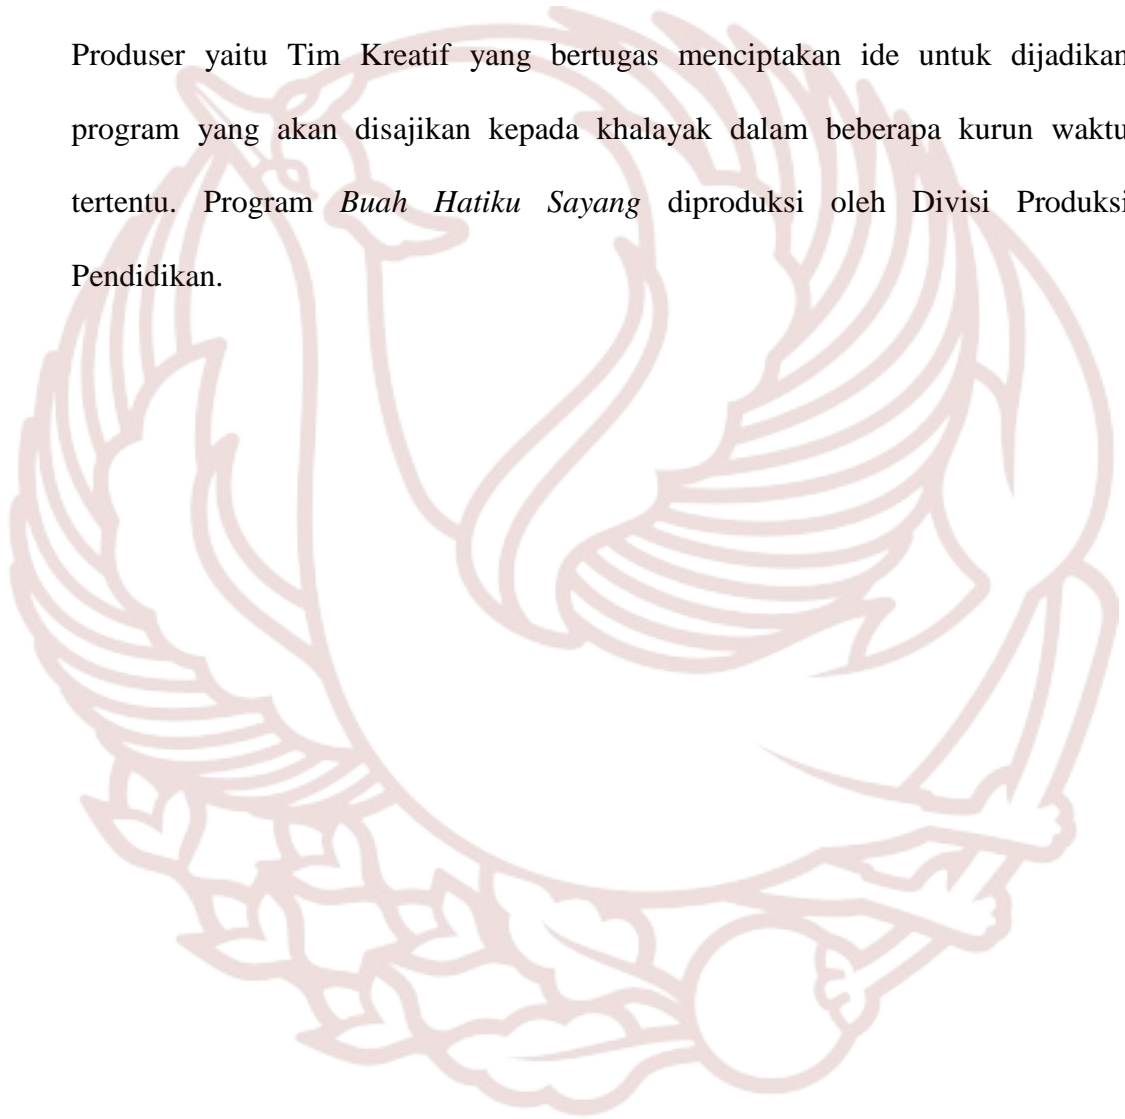 Produser yaitu Tim Kreatif yang bertugas menciptakan ide untuk dijadikan
program yang akan disajikan kepada khalayak dalam beberapa kurun waktu
tertentu. Program Buah Hatiku Sayang diproduksi oleh Divisi Produksi
Pendidikan.